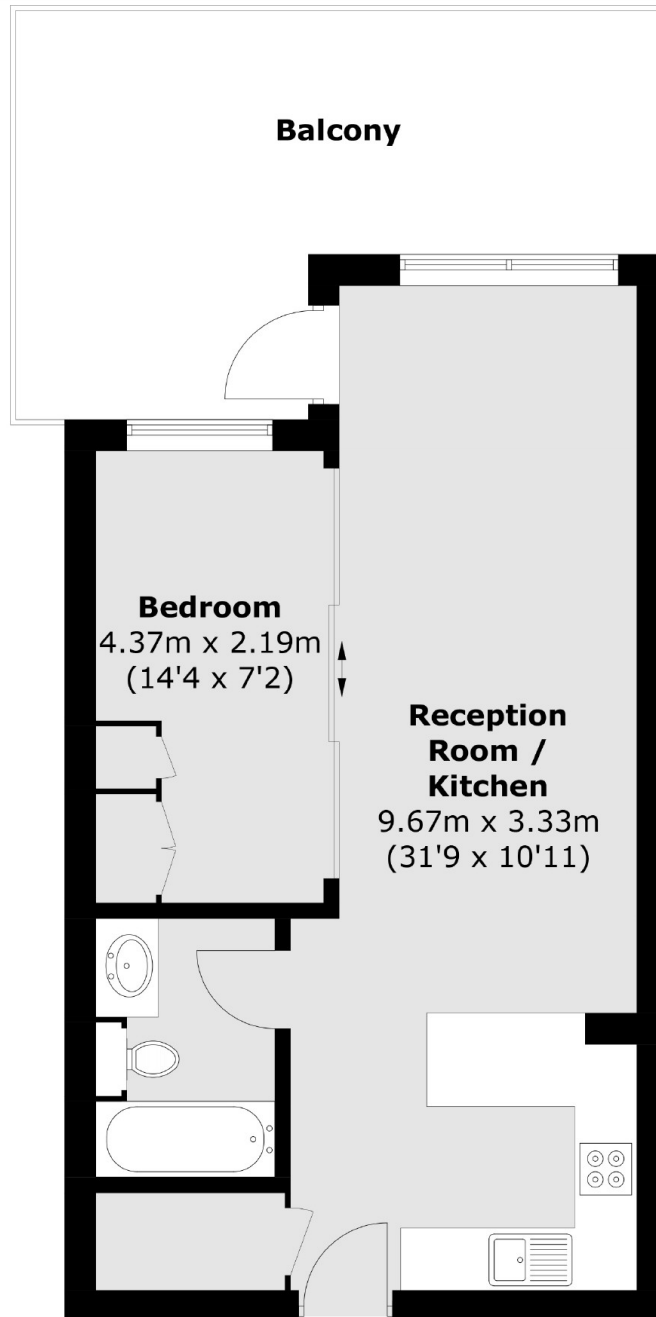 Balcony
Bedroom
4.37m x 2.19m
(14'4 x 7'2)
Reception
Room /
Kitchen
9.67m x 3.33m
(31'9 x 10'11)